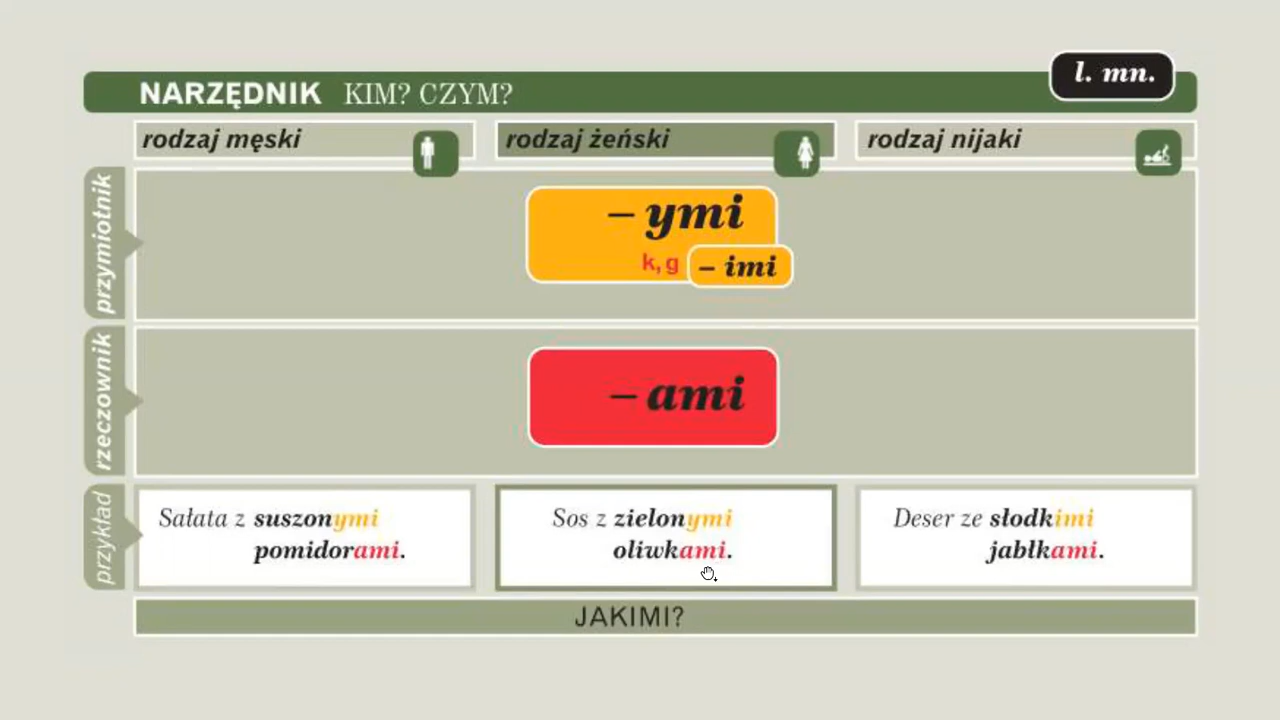 l. mn.
NARZĘDNIK KIM? CZYM?
rodzaj męski
rodzaj żeński
rodzaj nijaki
przymiotnik
– ymi
k, g – imi
rzeczownik
– ami
przykład
Sałata z suszonymi
pomidorami.
Sos z zielonymi
oliwkami.
Deser ze słodkimi
jabłkami.
JAKIMI?